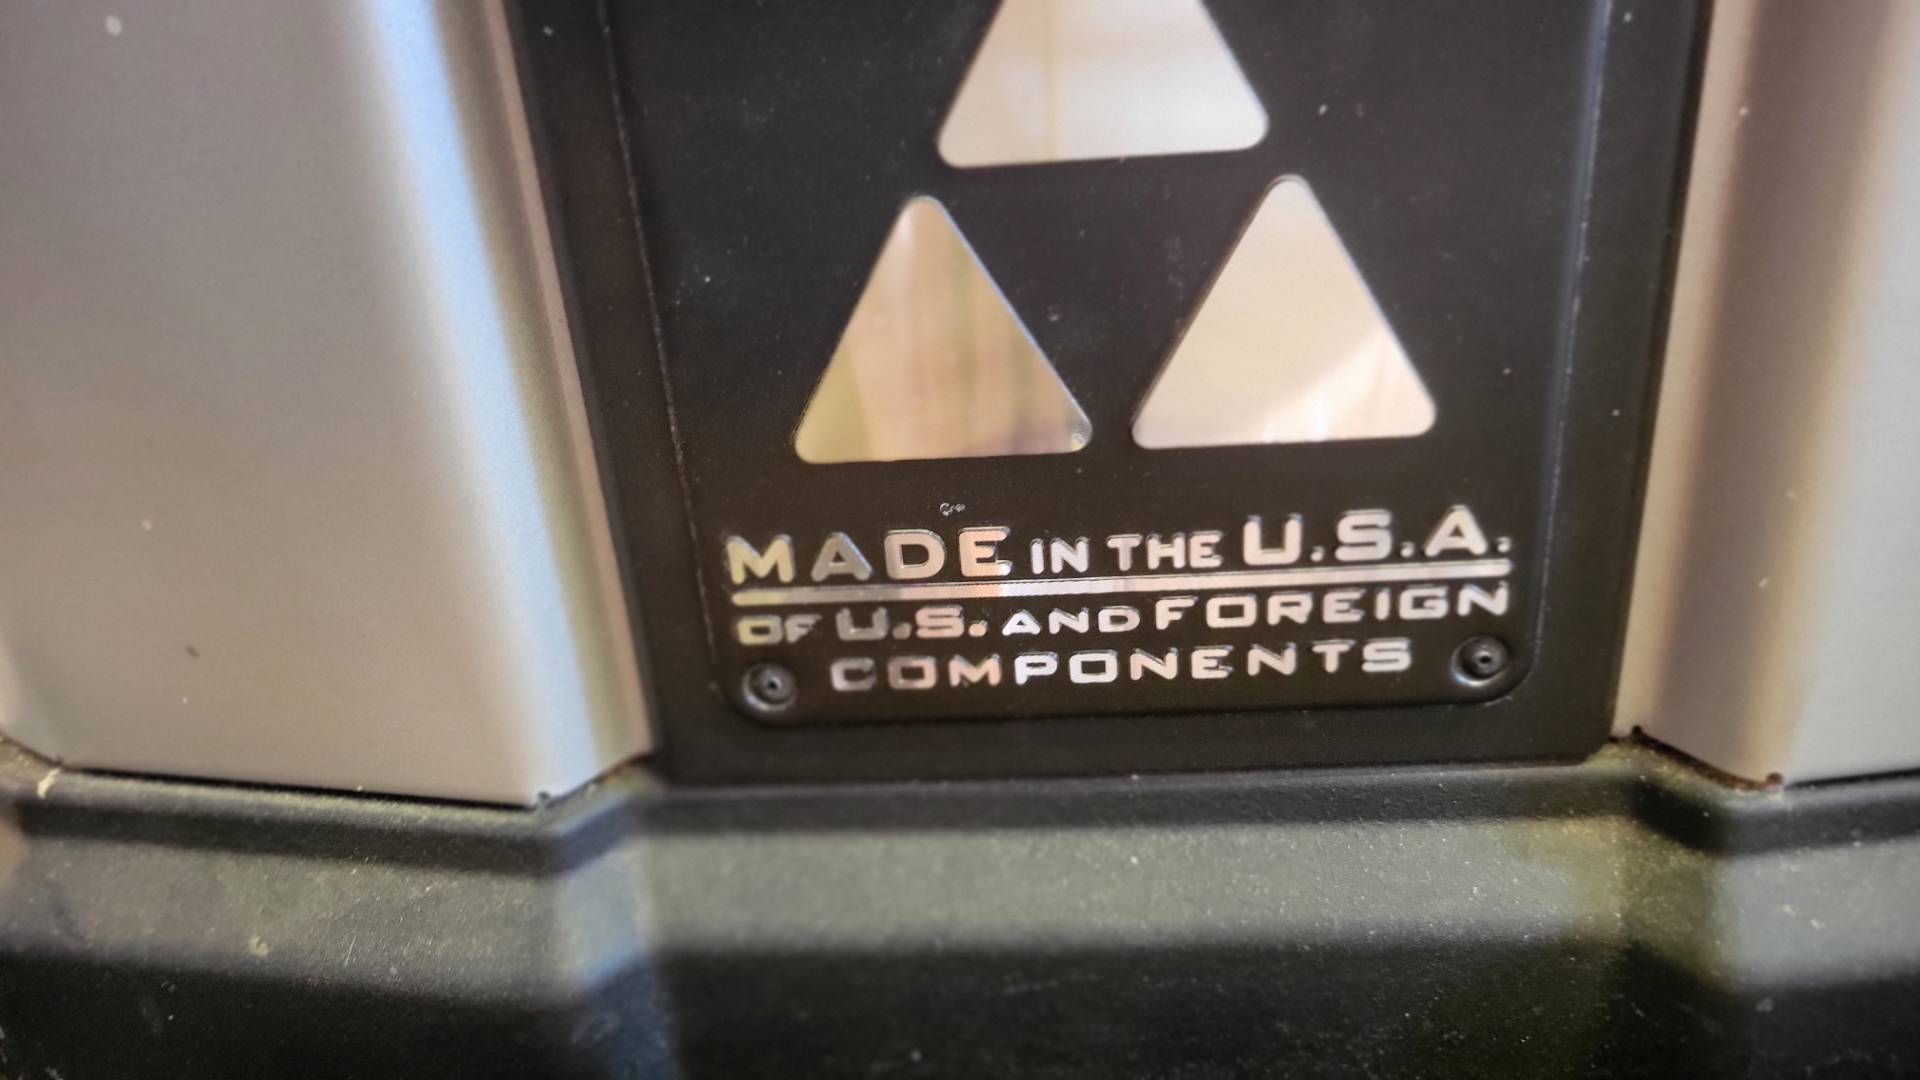 MADE IN THE U.S.A.
OF U.S. AND FOREIGN
COMPONENTS